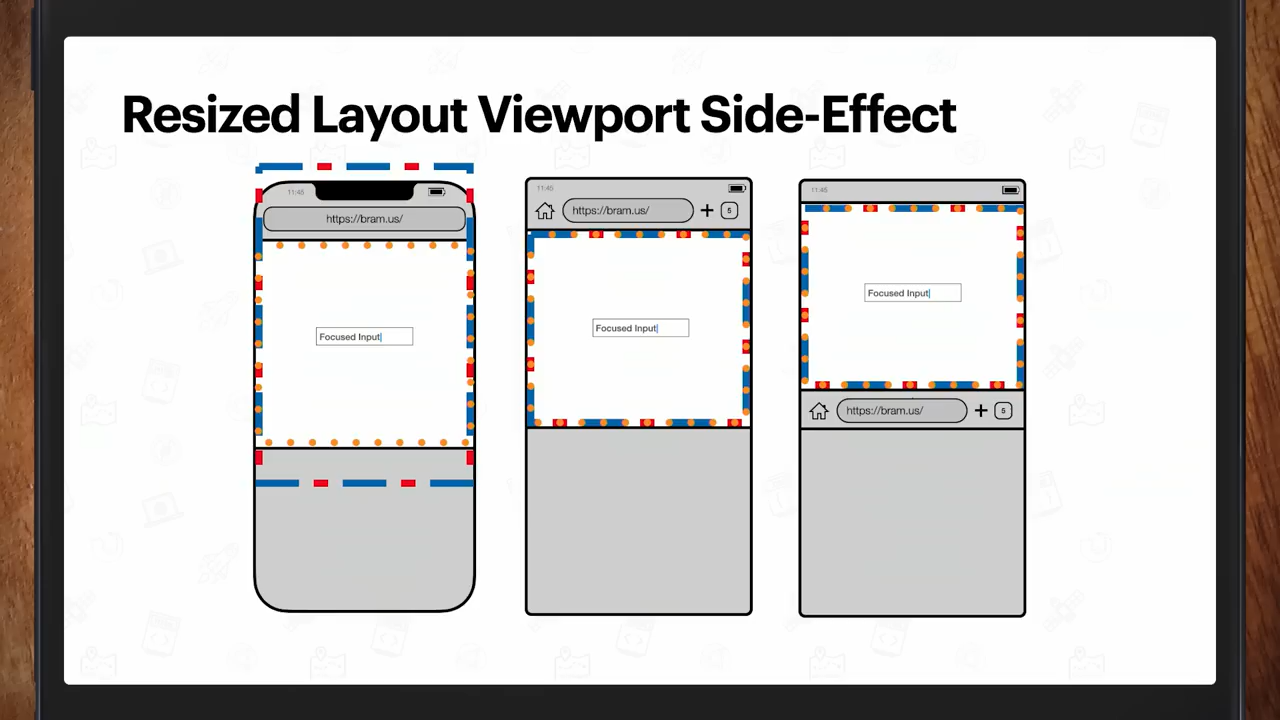 Resized Layout Viewport Side-Effect
11:45
https://bram.us/
Focused Input
11:45
https://bram.us/
5
Focused Input
11:45
Focused Input
https://bram.us/
5